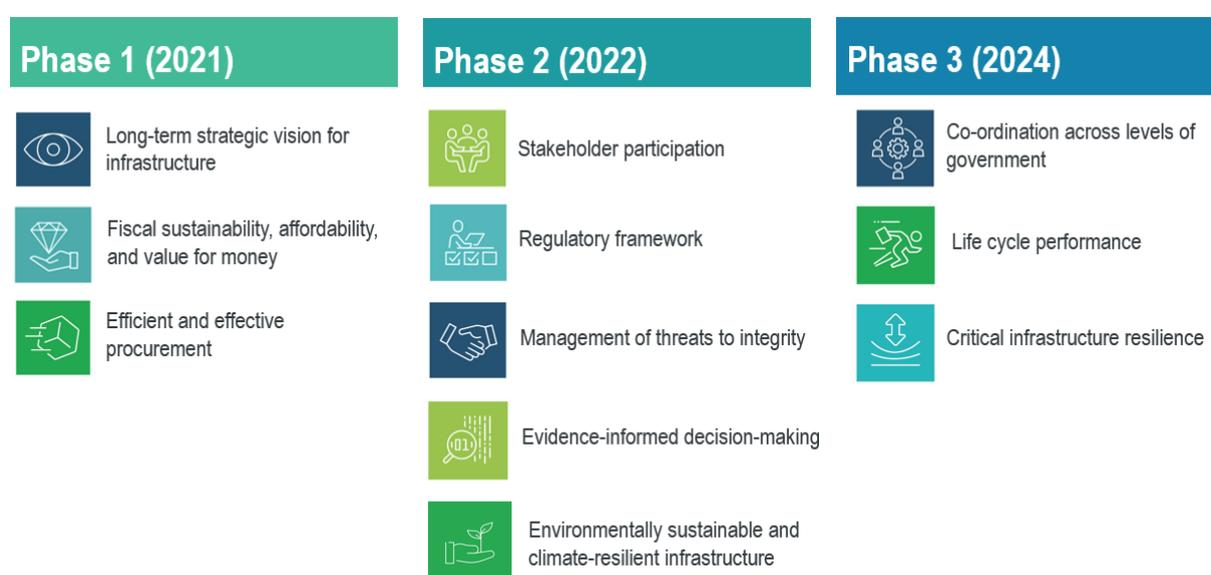 Phase 1 (2021)
Long-term strategic vision for
infrastructure
Fiscal sustainability, affordability,
and value for money
Efficient and effective
procurement
Phase 2 (2022)
Stakeholder participation
Regulatory framework
Management of threats to integrity
Evidence-informed decision-making
Environmentally sustainable and
climate-resilient infrastructure
Phase 3 (2024)
Co-ordination across levels of
government
Life cycle performance
Critical infrastructure resilience